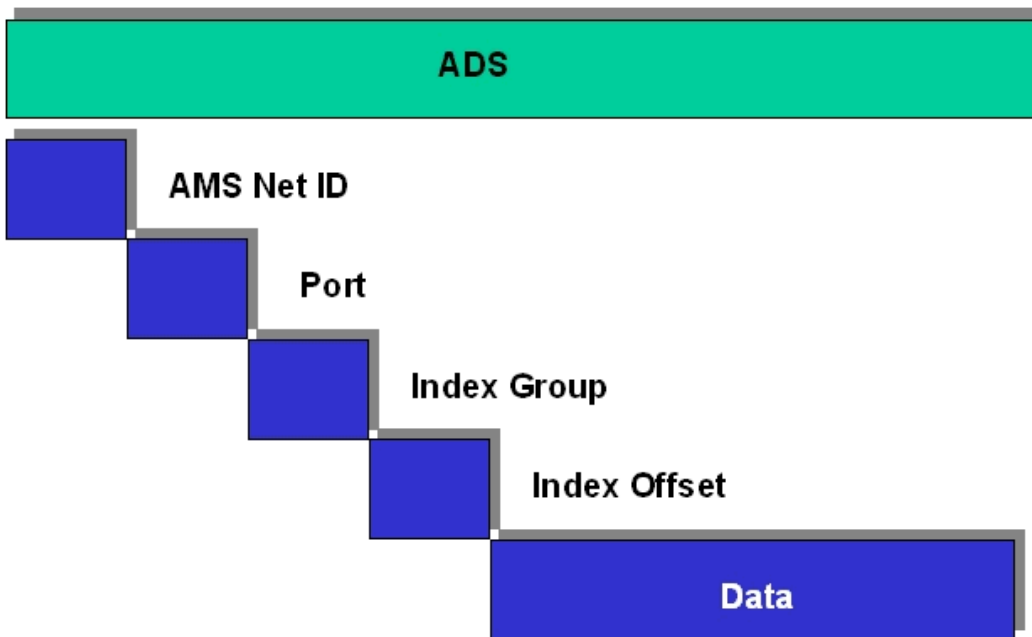 ADS
AMS Net ID
Port
Index Group
Index Offset
Data